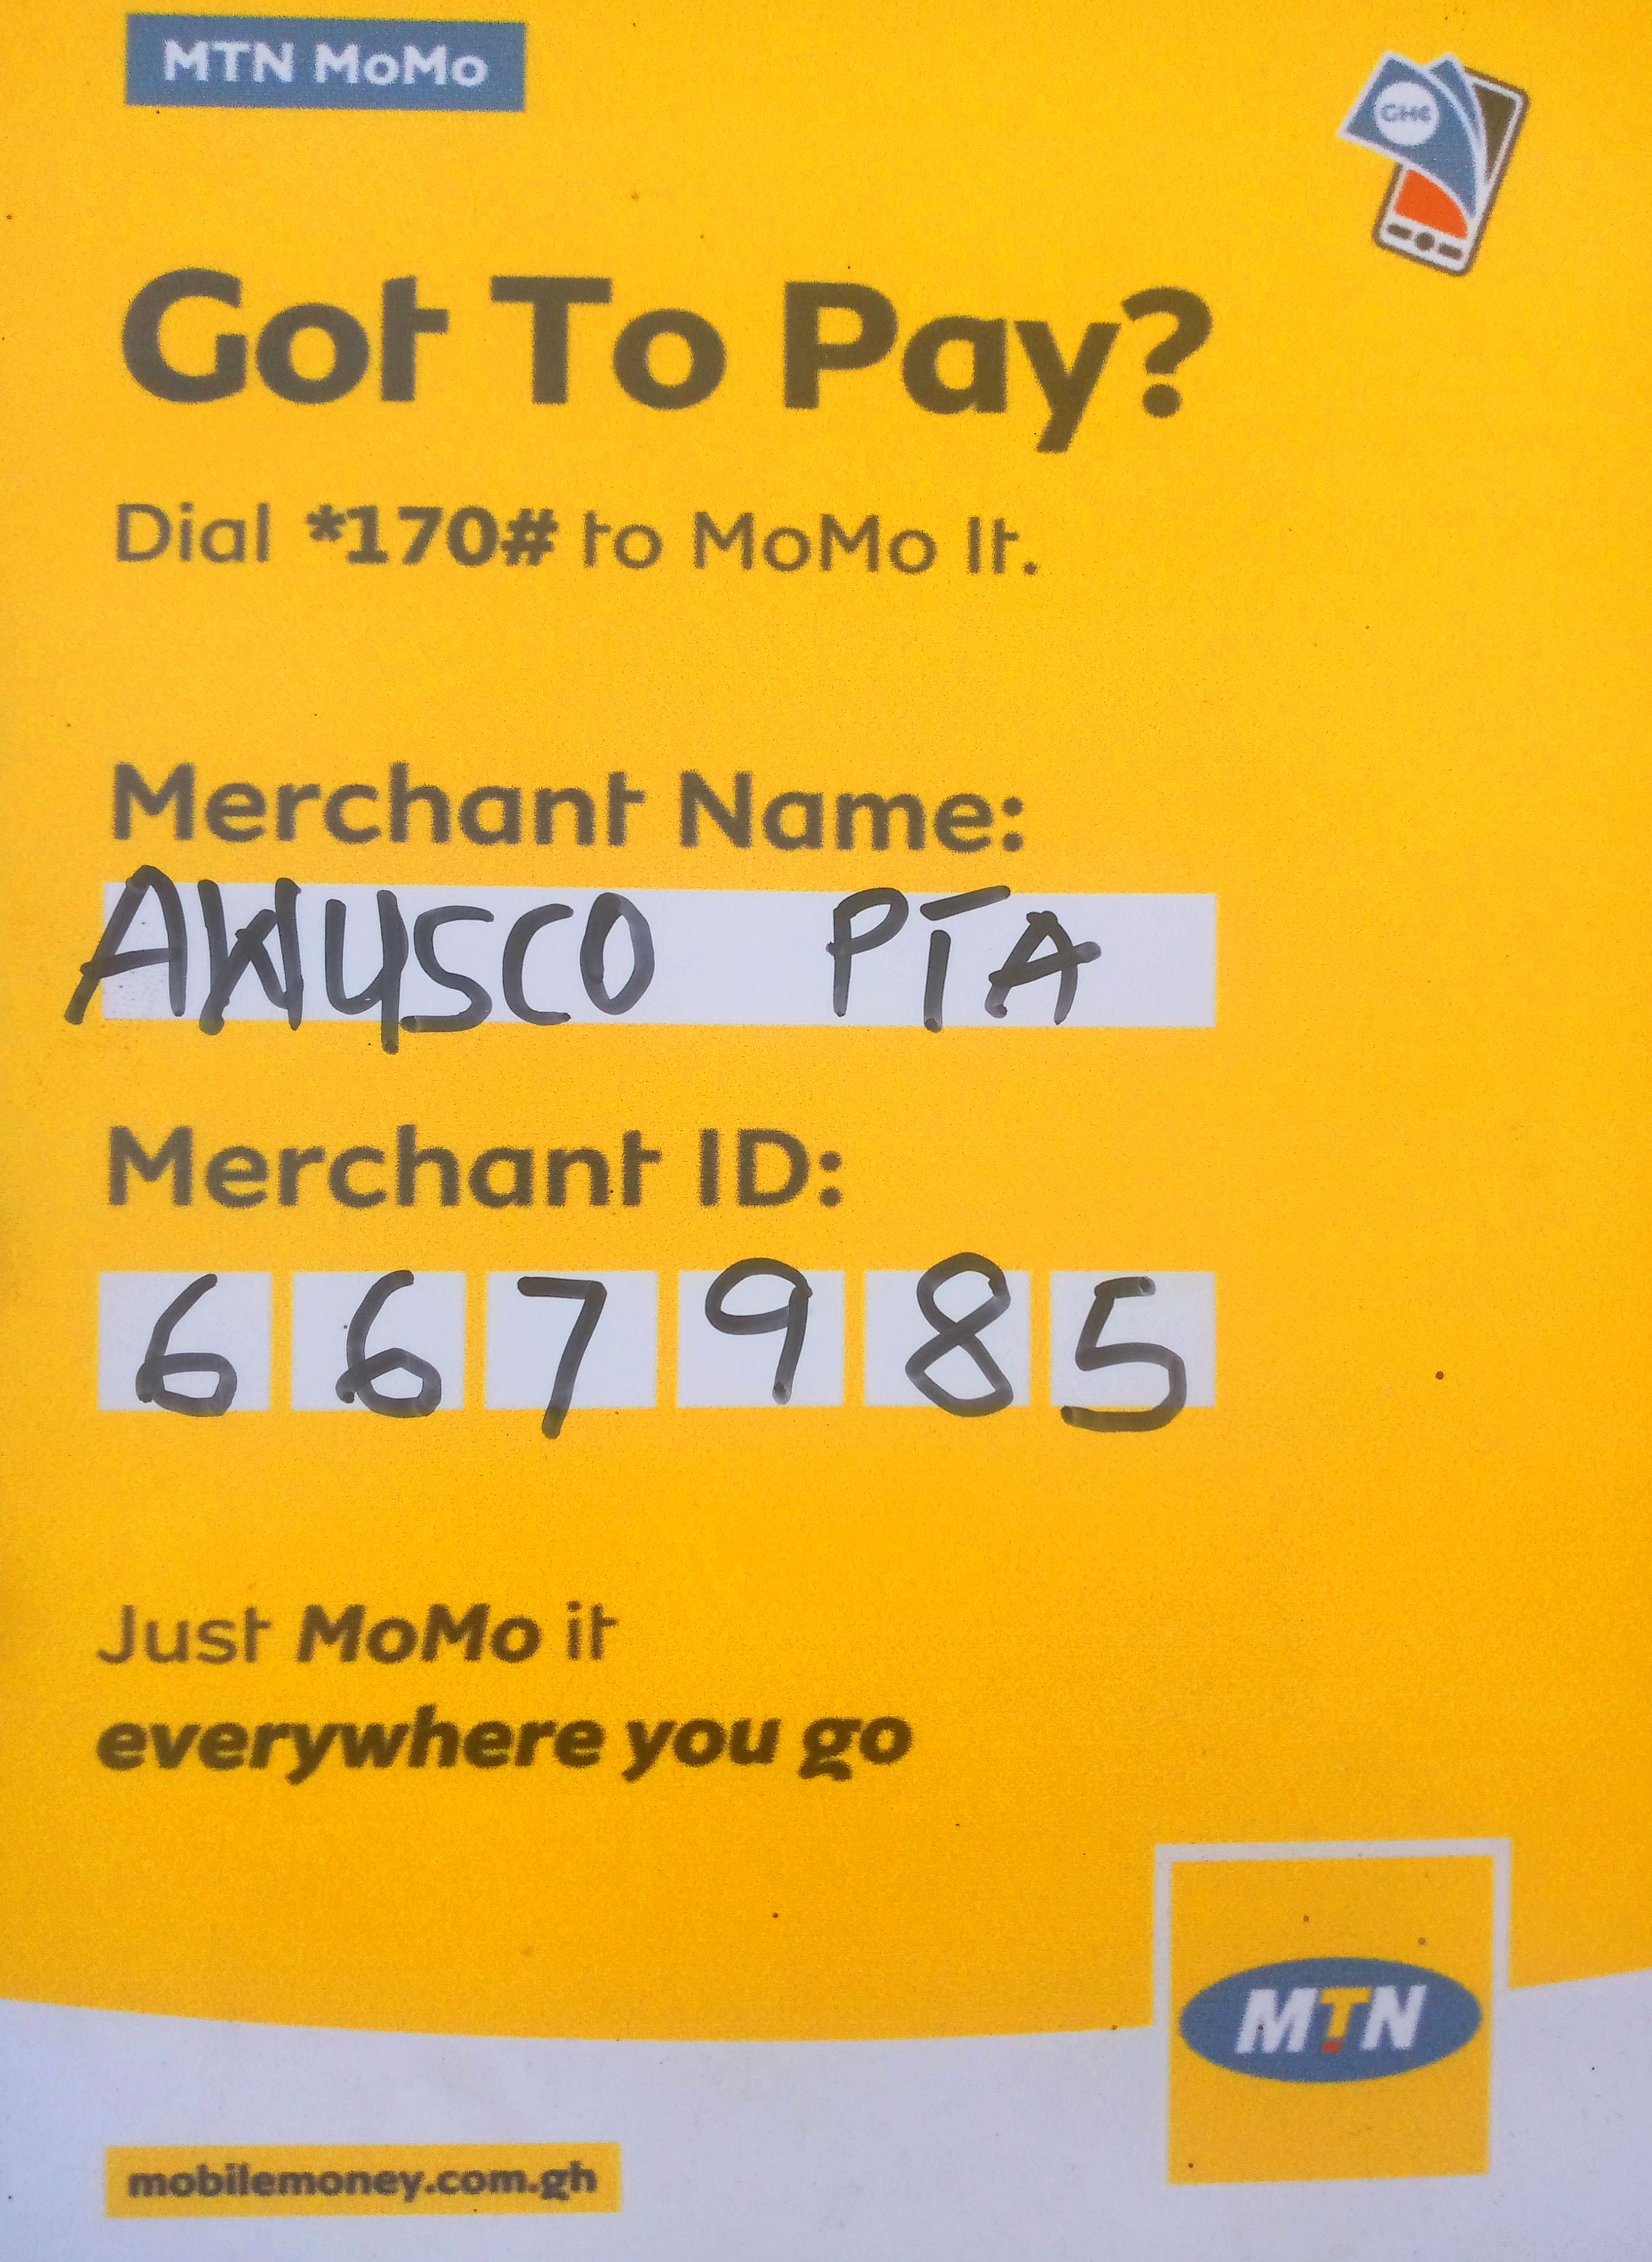 MTN MoMo
GH¢
Got To Pay?
Dial *170# to MoMo It.
Merchant Name:
AWUSCO PTA
Merchant ID:
667985
Just MoMo it
everywhere you go
MTN
mobilemoney.com.gh